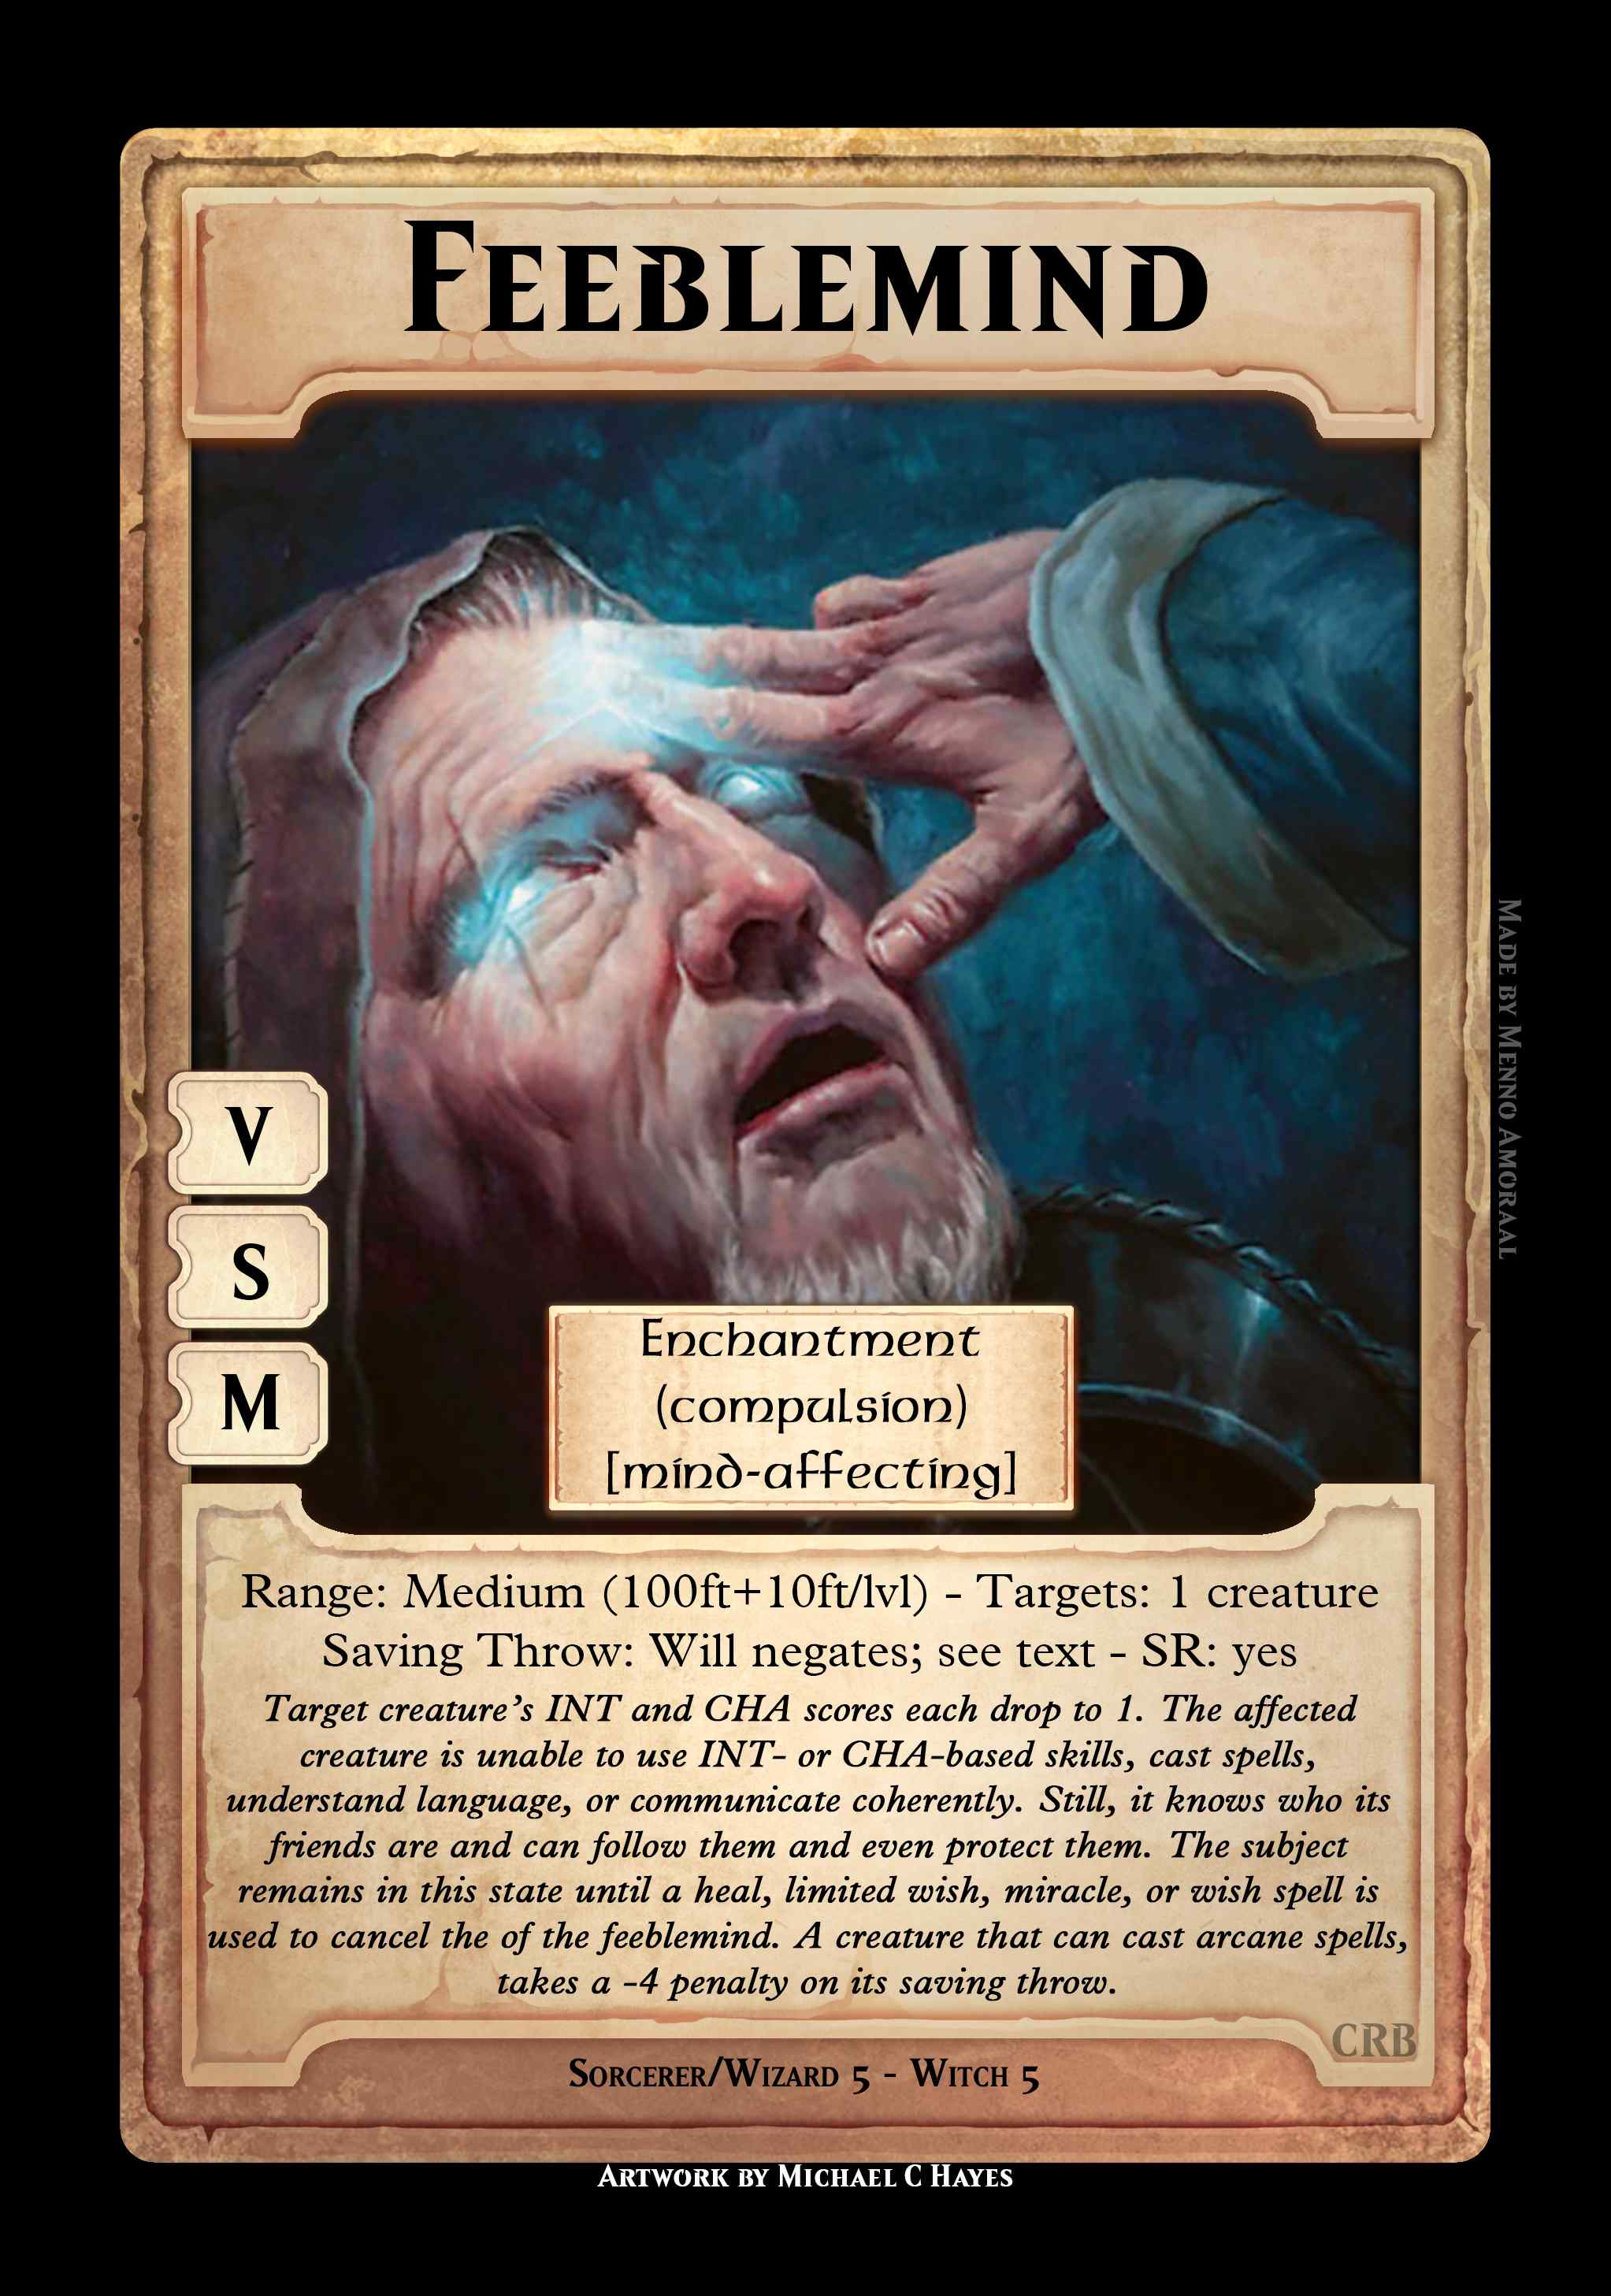 Feeblemind
V
S
M
Enchantment
(compulsion)
[mind-affecting]
Range: Medium (100ft+10ft/lvl) - Targets: 1 creature
Saving Throw: Will negates; see text - SR: yes
Target creature's INT and CHA scores each drop to 1. The affected
creature is unable to use INT- or CHA-based skills, cast spells,
understand language, or communicate coherently. Still, it knows who its
friends are and can follow them and even protect them. The subject
remains in this state until a heal, limited wish, miracle, or wish spell is
used to cancel the of the feeblemind. A creature that can cast arcane spells,
takes a -4 penalty on its saving throw.
CRB
Sorcerer/Wizard 5 - Witch 5
Artwork by Michael C Hayes
Made by Menno Amoraal